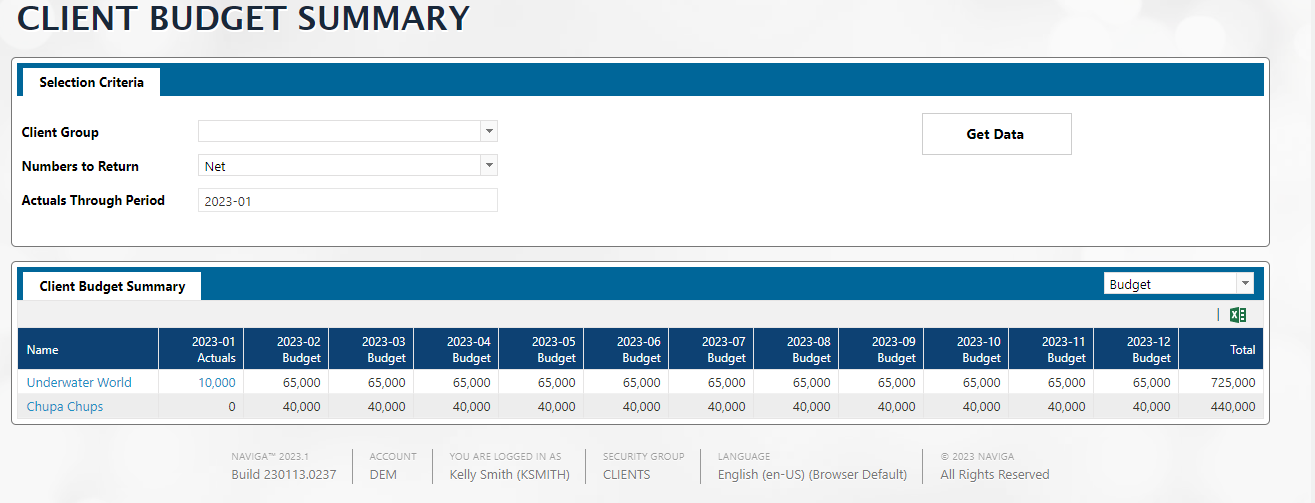 CLIENT BUDGET SUMMARY
Selection Criteria
Client Group
Get Data
Numbers to Return Net
Actuals Through Period 2023-01
Client Budget Summary Budget
Name 2023-01 Actuals 2023-02 Budget 2023-03 Budget 2023-04 Budget 2023-05 Budget 2023-06 Budget 2023-07 Budget 2023-08 Budget 2023-09 Budget 2023-10 Budget 2023-11 Budget 2023-12 Budget Total
Underwater World 10,000 65,000 65,000 65,000 65,000 65,000 65,000 65,000 65,000 65,000 65,000 65,000 725,000
Chupa Chups 0 40,000 40,000 40,000 40,000 40,000 40,000 40,000 40,000 40,000 40,000 40,000 440,000
NAVIGA™ 2023.1 ACCOUNT YOU ARE LOGGED IN AS SECURITY GROUP LANGUAGE © 2023 NAVIGA
Build 230113.0237 DEM Kelly Smith (KSMITH) CLIENTS English (en-US) (Browser Default) All Rights Reserved